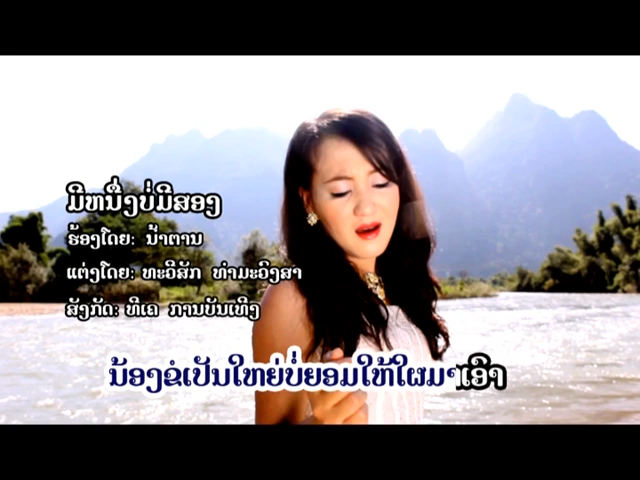 ມີຫນຶ່ງບໍ່ມີສອງ
ຮ້ອງໂດຍ: ນ້ຳຕານ
ແຕ່ງໂດຍ: ທະວີສັກ ທຳມະວົງສາ
ສັງກັດ: ທີເຄ ການບັນເທີງ
ນ້ອງຂໍເປັນໃຫຍ່ບໍ່ຍອມໃຫ້ໃຜມາເອົາ